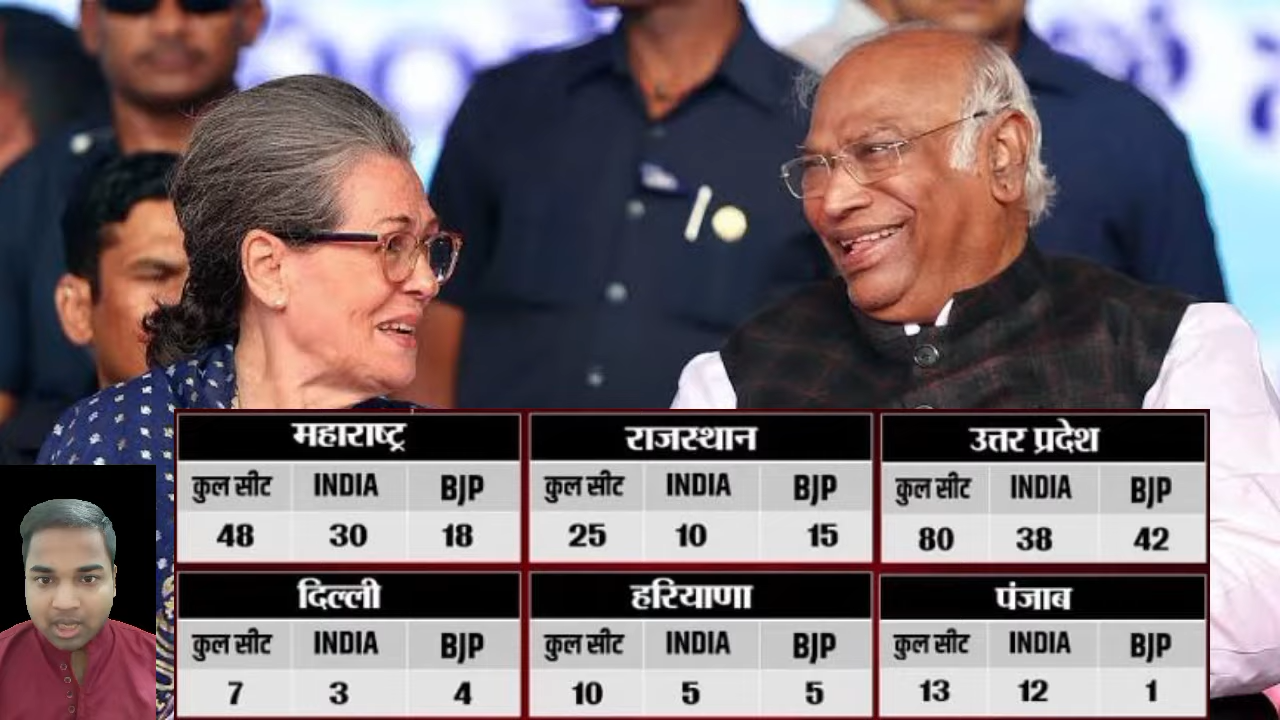 महाराष्ट्र
कुल सीट INDIA BJP
48 30 18
राजस्थान
कुल सीट INDIA BJP
25 10 15
उत्तर प्रदेश
कुल सीट INDIA BJP
80 38 42
दिल्ली
कुल सीट INDIA BJP
7 3 4
हरियाणा
कुल सीट INDIA BJP
10 5 5
पंजाब
कुल सीट INDIA BJP
13 12 1